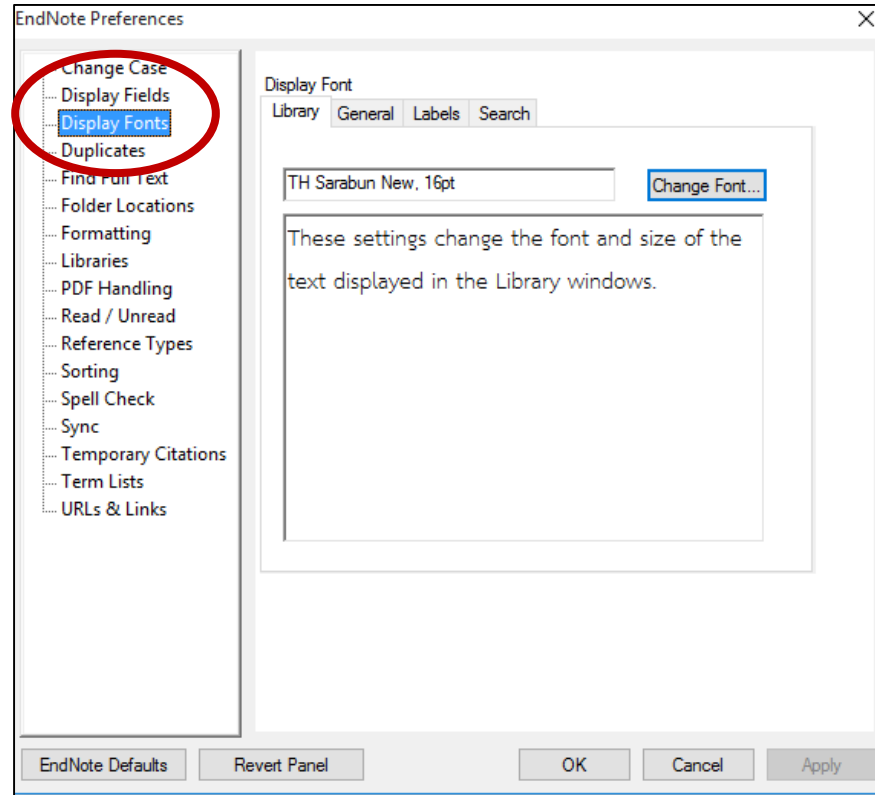 EndNote Preferences
Change Case
Display Fields
Display Fonts
Duplicates
Find Full Text
Folder Locations
Formatting
Libraries
PDF Handling
Read / Unread
Reference Types
Sorting
Spell Check
Sync
Temporary Citations
Term Lists
URLs & Links
Display Font
Library General Labels Search
TH Sarabun New, 16pt Change Font...
These settings change the font and size of the
text displayed in the Library windows.
EndNote Defaults Revert Panel OK Cancel Apply